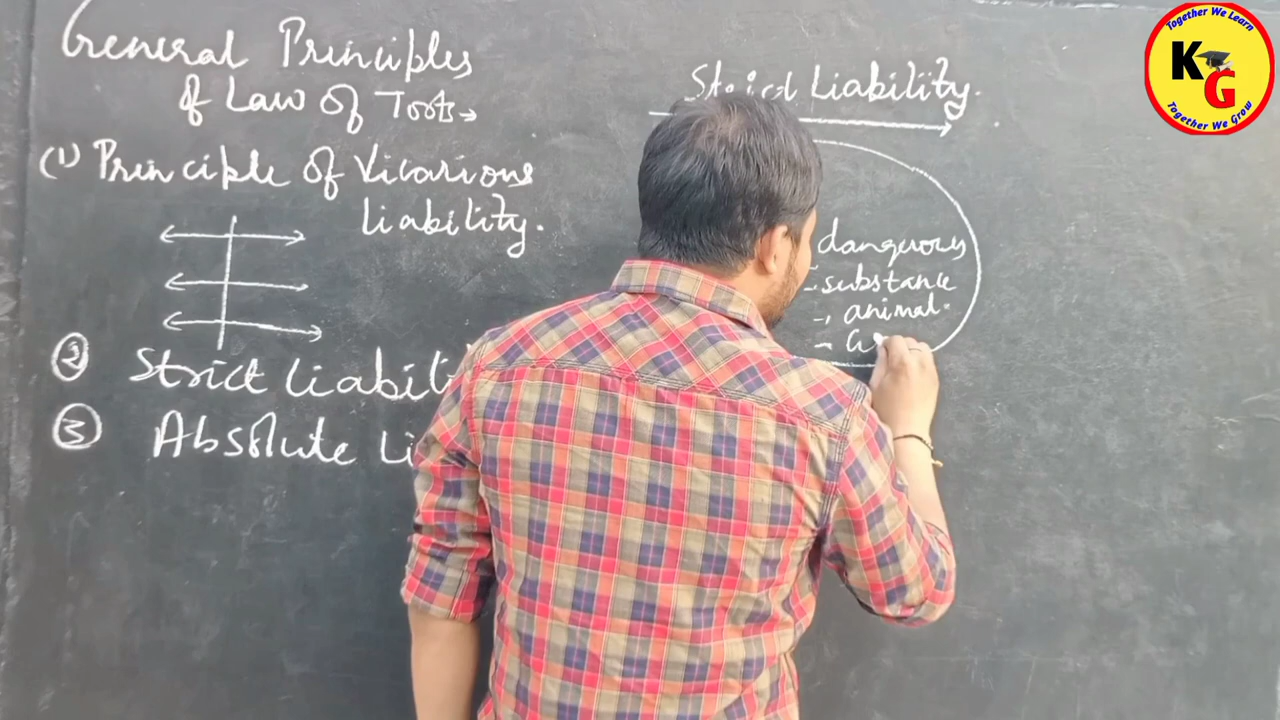 General Principles
of Law of Torts→
(1) Principle of Vicarious
Liability.
② Strict Liabili
③ Absolute Li
Strict Liability.
dangerous
- substance
-, animal.
Together We Learn
KG
Together We Grow